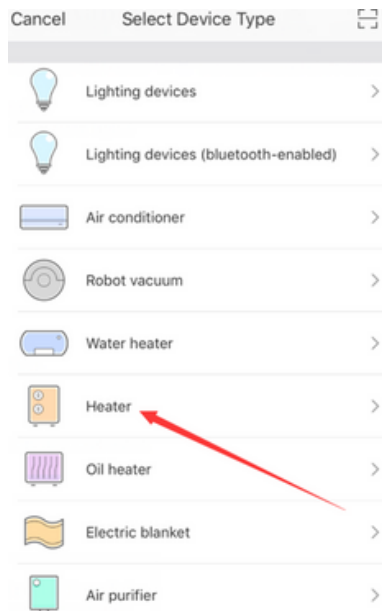 Cancel Select Device Type
Lighting devices
Lighting devices (bluetooth-enabled)
Air conditioner
Robot vacuum
Water heater
Heater
Oil heater
Electric blanket
Air purifier